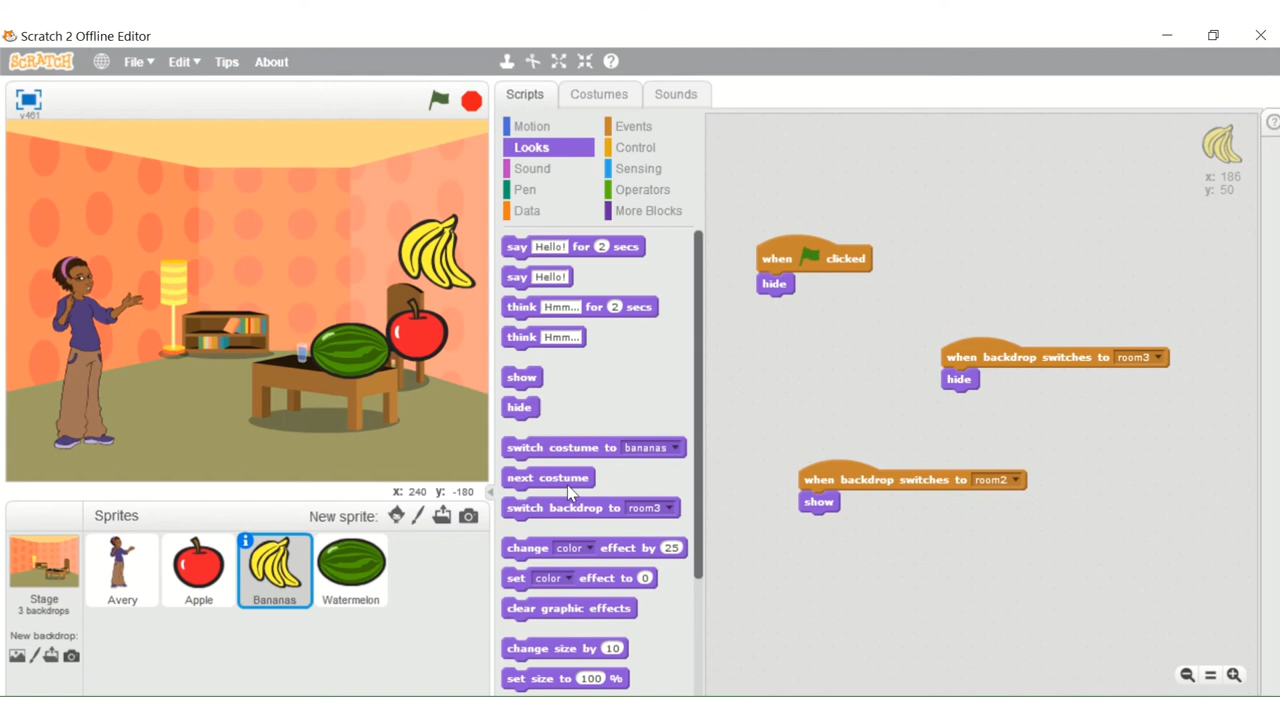 Scratch 2 Offline Editor
SCRATCH File Edit Tips About
v461
Scripts Costumes Sounds
Motion Events
Looks Control
Sound Sensing
Pen Operators
Data More Blocks
say Hello! for 2 secs
say Hello!
think Hmm... for 2 secs
think Hmm...
show
hide
switch costume to bananas
next costume
switch backdrop to room3
change color effect by 25
set color effect to 0
clear graphic effects
change size by 10
set size to 100 %
x: 186
y: 50
when clicked
hide
when backdrop switches to room3
hide
when backdrop switches to room2
show
x: 240 y: -180
Sprites New sprite:
Stage
3 backdrops
New backdrop:
Avery Apple Bananas Watermelon